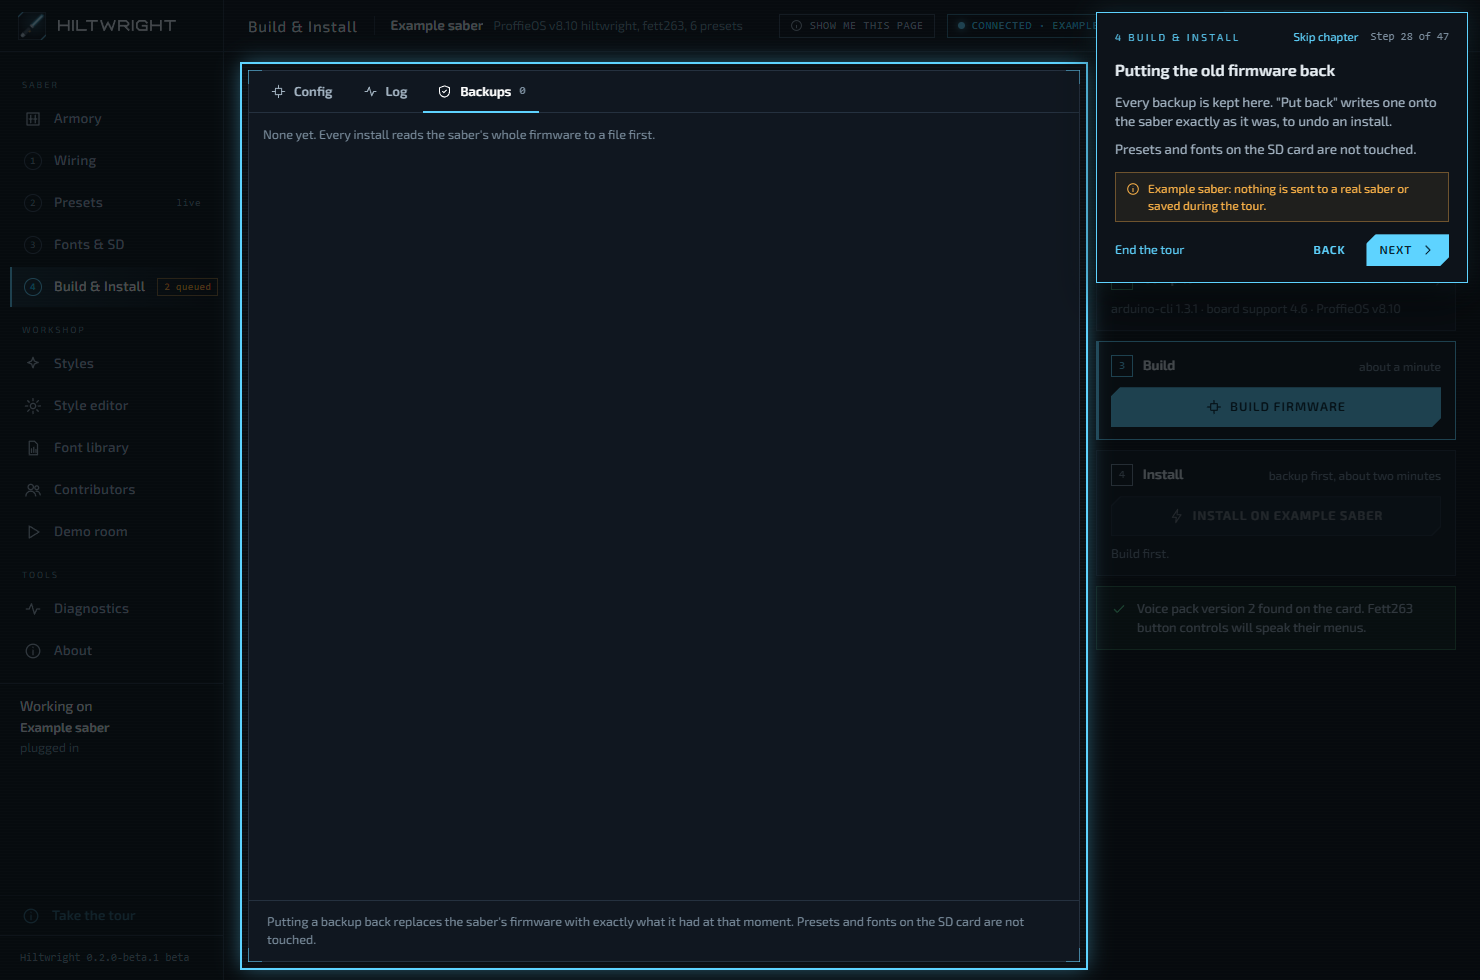 HILTWRIGHT
SABER
Armory
1 Wiring
2 Presets live
3 Fonts & SD
4 Build & Install 2 queued
WORKSHOP
Styles
Style editor
Font library
Contributors
Demo room
TOOLS
Diagnostics
About
Working on
Example saber
plugged in
Take the tour
Hiltwright 0.2.0-beta.1 beta
Build & Install Example saber ProffieOS v8.10 hiltwright, fett263, 6 presets SHOW ME THIS PAGE CONNECTED · EXAMPLE
Config Log Backups 0
None yet. Every install reads the saber's whole firmware to a file first.
Putting a backup back replaces the saber's firmware with exactly what it had at that moment. Presets and fonts on the SD card are not
touched.
4 BUILD & INSTALL Skip chapter Step 28 of 47
Putting the old firmware back
Every backup is kept here. "Put back" writes one onto
the saber exactly as it was, to undo an install.
Presets and fonts on the SD card are not touched.
Example saber: nothing is sent to a real saber or
saved during the tour.
End the tour BACK NEXT
arduino-cli 1.3.1 · board support 4.6 · ProffieOS v8.10
3 Build about a minute
BUILD FIRMWARE
4 Install backup first, about two minutes
INSTALL ON EXAMPLE SABER
Build first.
Voice pack version 2 found on the card. Fett263
button controls will speak their menus.